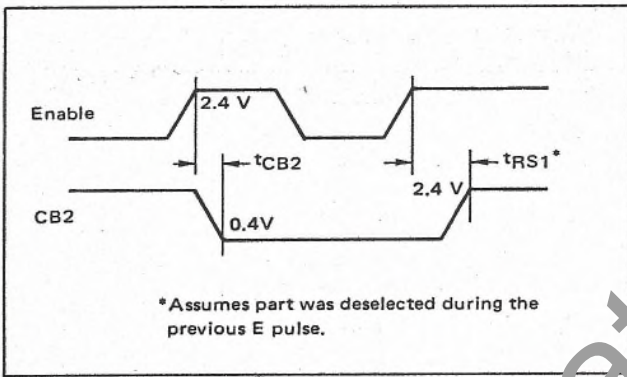 Enable
2.4 V
tCB2
tRS1*
2.4 V
CB2
0.4V
*Assumes part was deselected during the
previous E pulse.